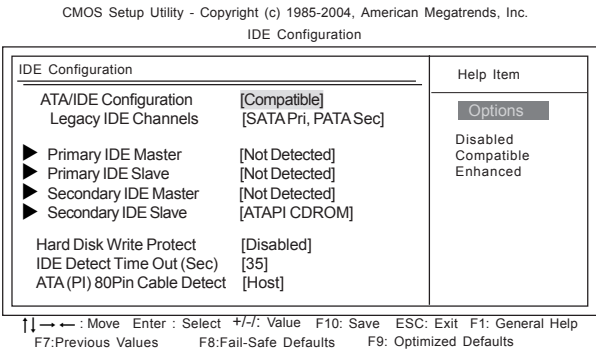 CMOS Setup Utility - Copyright (c) 1985-2004, American Megatrends, Inc.
IDE Configuration
IDE Configuration
ATA/IDE Configuration [Compatible]
Legacy IDE Channels [SATA Pri, PATA Sec]
Primary IDE Master [Not Detected]
Primary IDE Slave [Not Detected]
Secondary IDE Master [Not Detected]
Secondary IDE Slave [ATAPI CDROM]
Hard Disk Write Protect [Disabled]
IDE Detect Time Out (Sec) [35]
ATA (PI) 80Pin Cable Detect [Host]
Help Item
Options
Disabled
Compatible
Enhanced
↑↓→←: Move Enter : Select +/-/: Value F10: Save ESC: Exit F1: General Help
F7:Previous Values F8:Fail-Safe Defaults F9: Optimized Defaults